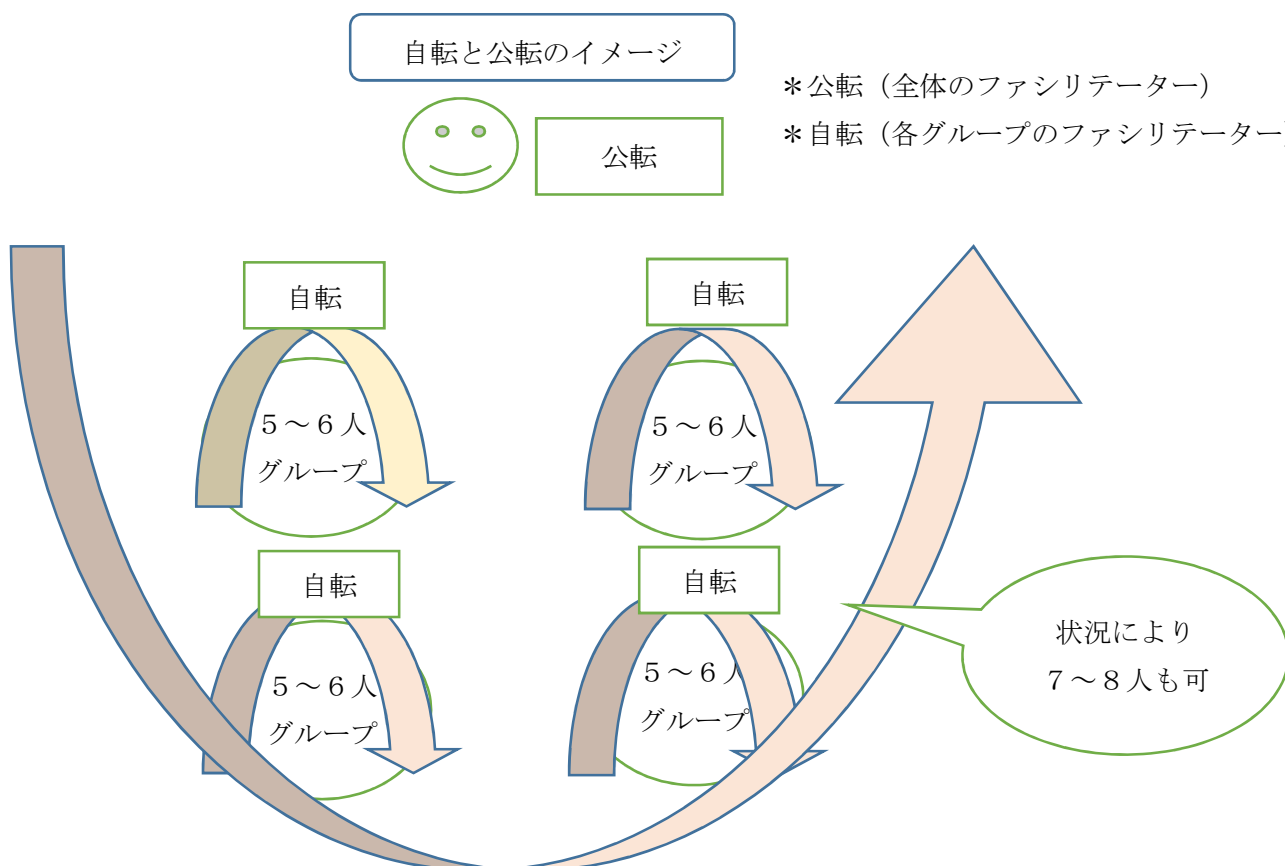 自転と公転のイメージ
＊公転（全体のファシリテーター）
＊自転（各グループのファシリテーター）
公転
自転
自転
５～６人
グループ
５～６人
グループ
自転
自転
５～６人
グループ
５～６人
グループ
状況により
７～８人も可